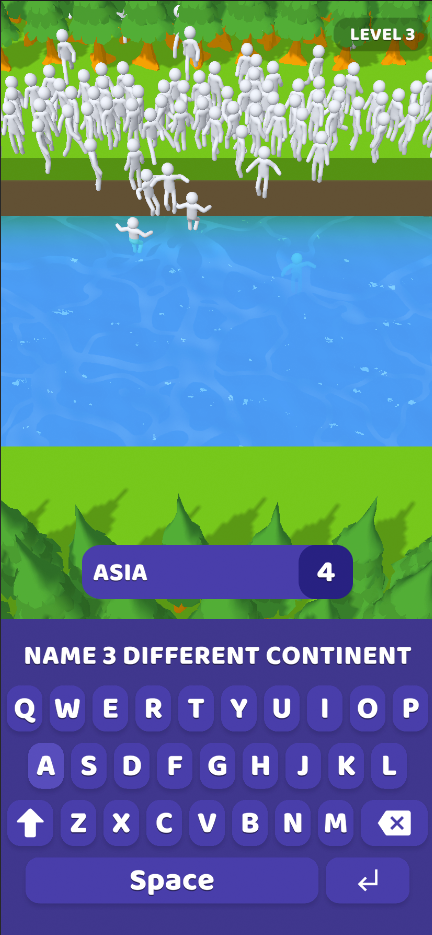 LEVEL 3
ASIA 4
NAME 3 DIFFERENT CONTINENT
Q W E R T Y U I O P
A S D F G H J K L
Z X C V B N M
Space